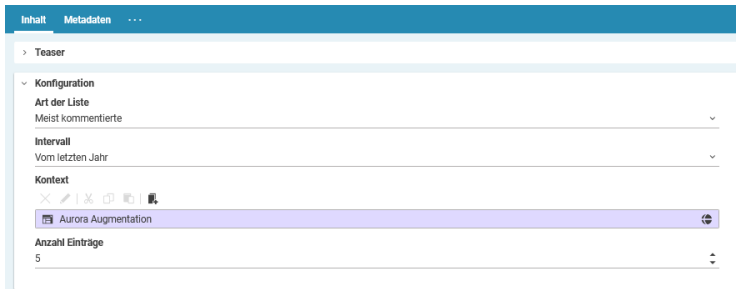 Inhalt Metadaten ···
Teaser
Konfiguration
Art der Liste
Meist kommentierte
Intervall
Vom letzten Jahr
Kontext
Aurora Augmentation
Anzahl Einträge
5